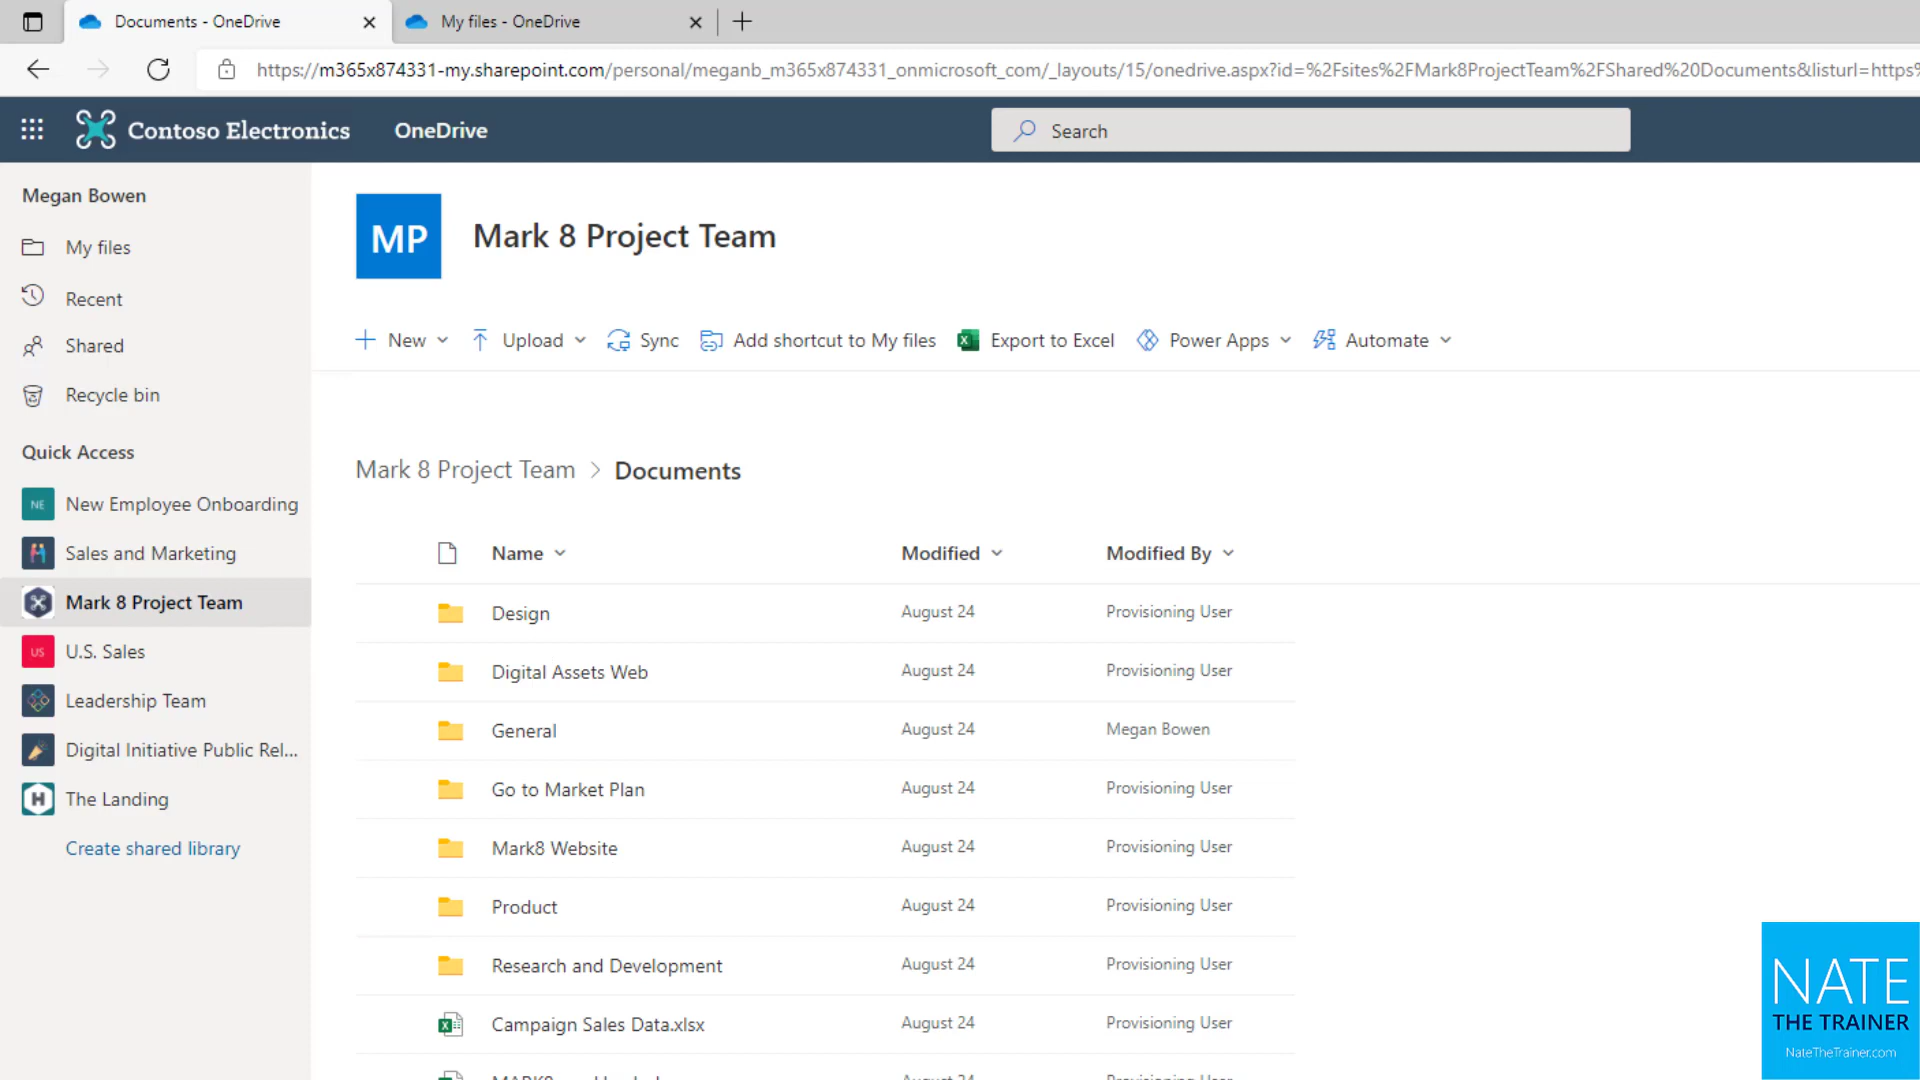 Documents - OneDrive
My files - OneDrive
https://m365x874331-my.sharepoint.com/personal/meganb_m365x874331_onmicrosoft_com/_layouts/15/onedrive.aspx?id=%2Fsites%2FMark8ProjectTeam%2FShared%20Documents&listurl=https%
Contoso Electronics
OneDrive
Search
Megan Bowen
My files
Recent
Shared
Recycle bin
Quick Access
NE New Employee Onboarding
Sales and Marketing
Mark 8 Project Team
US U.S. Sales
Leadership Team
Digital Initiative Public Rel...
H The Landing
Create shared library
MP Mark 8 Project Team
New Upload Sync Add shortcut to My files Export to Excel Power Apps Automate
Mark 8 Project Team > Documents
Name Modified Modified By
Design August 24 Provisioning User
Digital Assets Web August 24 Provisioning User
General August 24 Megan Bowen
Go to Market Plan August 24 Provisioning User
Mark8 Website August 24 Provisioning User
Product August 24 Provisioning User
Research and Development August 24 Provisioning User
Campaign Sales Data.xlsx August 24 Provisioning User
August 24 Provisioning User
NATE
THE TRAINER
NateTheTrainer.com